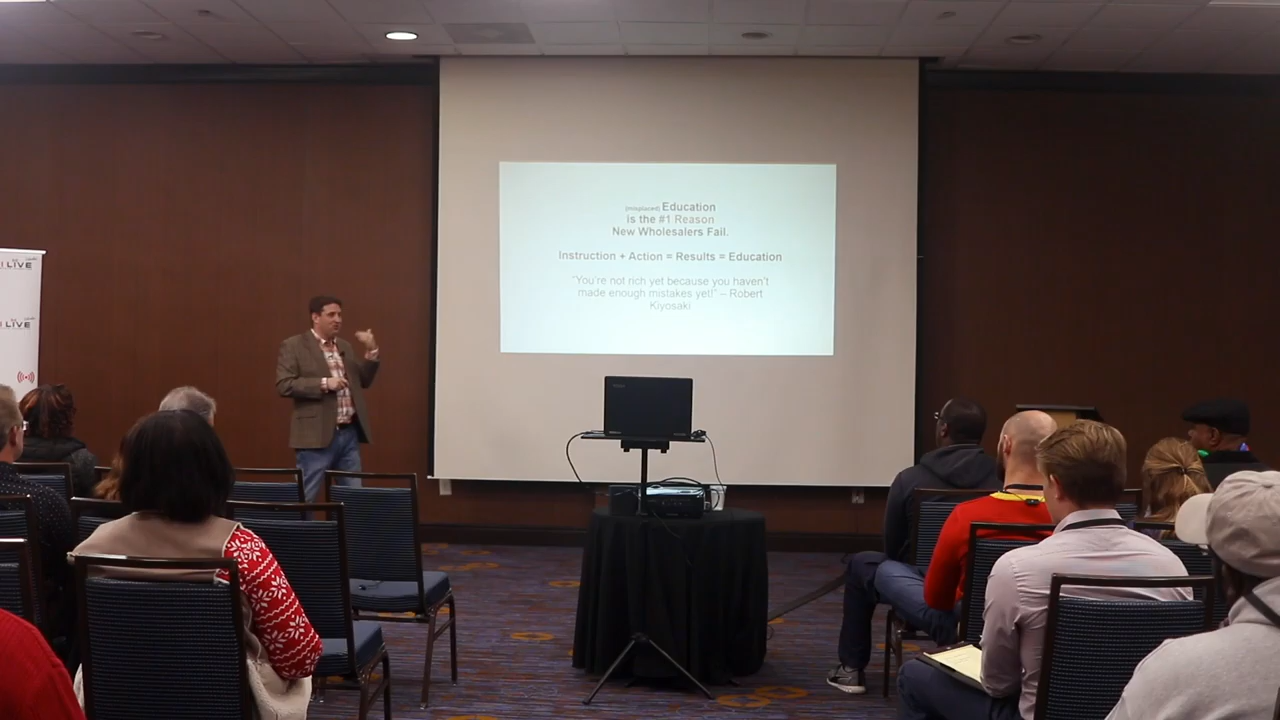 (misplaced) Education
is the #1 Reason
New Wholesalers Fail.
Instruction + Action = Results = Education
"You're not rich yet because you haven't
made enough mistakes yet!" – Robert
Kiyosaki
I LIVE
I LIVE